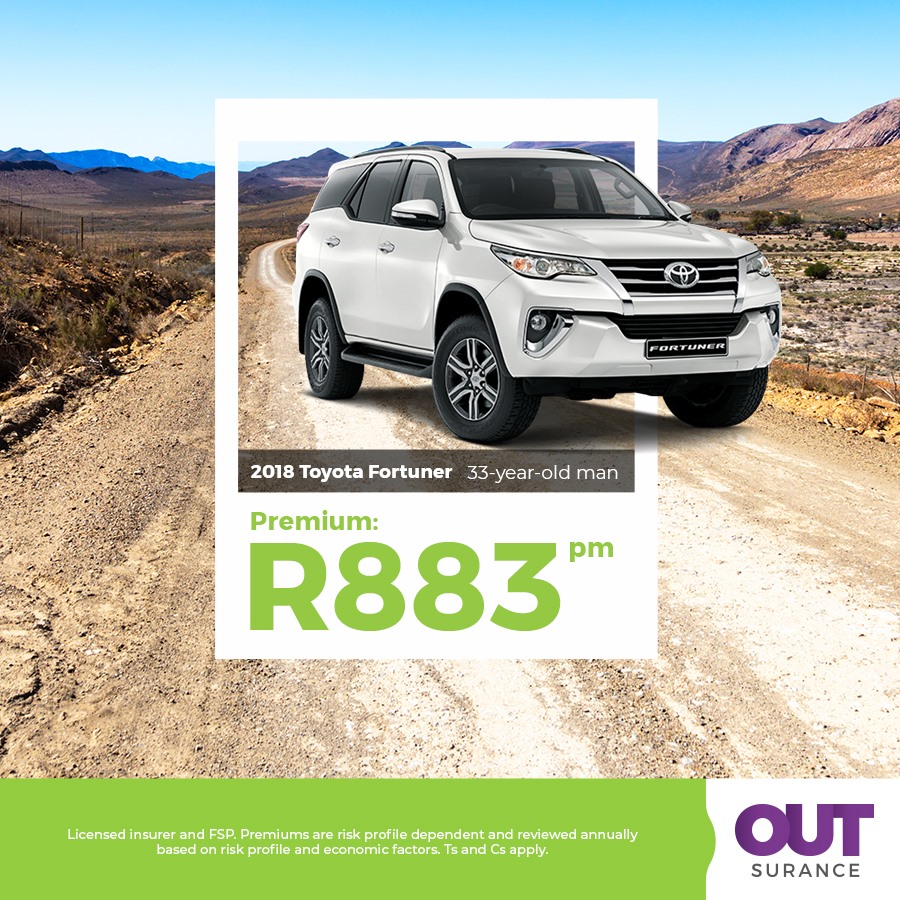 FORTUNER
2018 Toyota Fortuner 33-year-old man
Premium:
R883 pm
Licensed insurer and FSP. Premiums are risk profile dependent and reviewed annually
based on risk profile and economic factors. Ts and Cs apply.
OUT
SURANCE